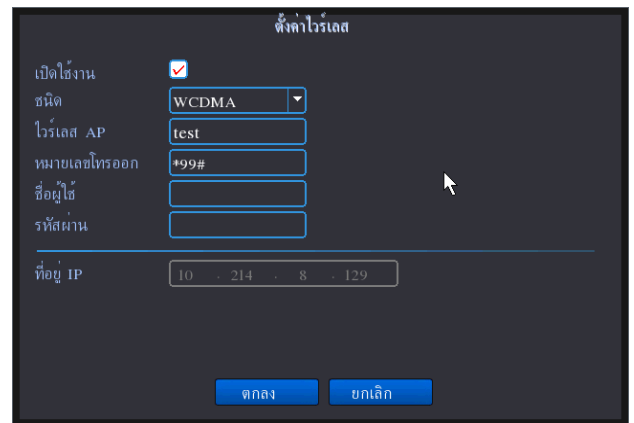 ตั้งค่าไวร์เลส
เปิดใช้งาน
ชนิด WCDMA
ไวร์เลส AP test
หมายเลขโทรออก *99#
ชื่อผู้ใช้
รหัสผ่าน
ที่อยู่ IP 10 . 214 . 8 . 129
ตกลง ยกเลิก